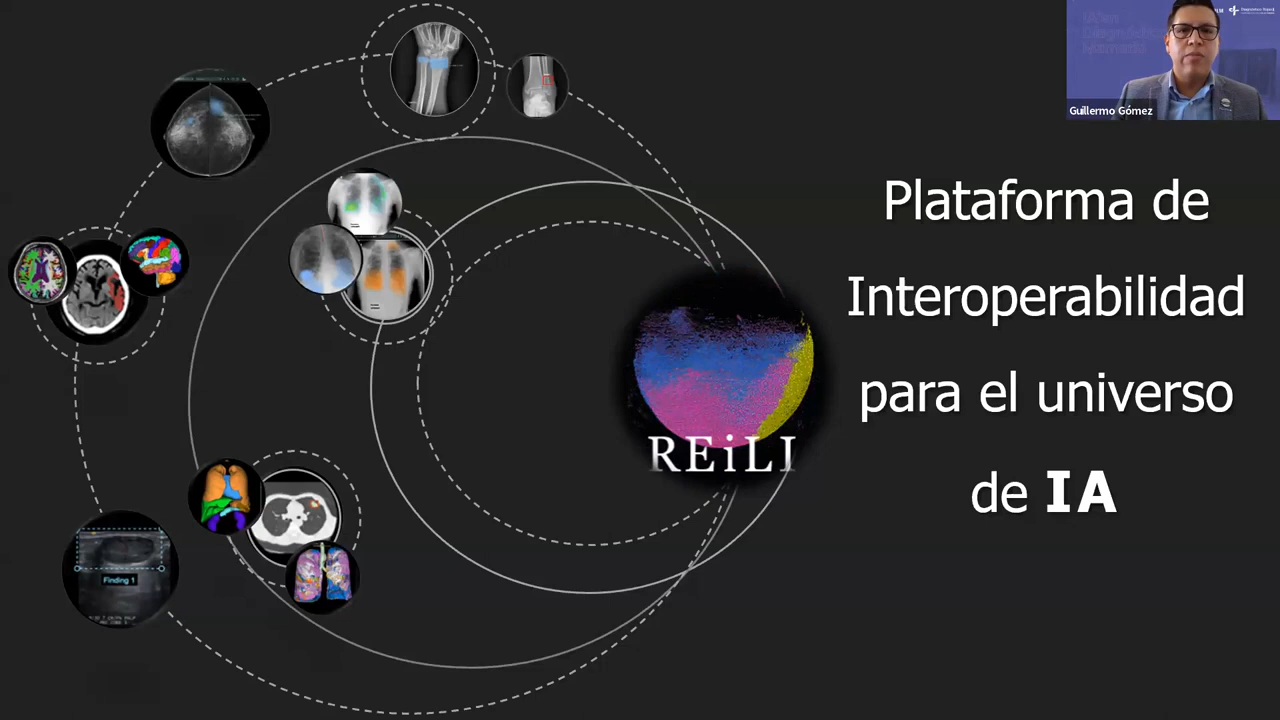 Guillermo Gómez
Plataforma de
Interoperabilidad
para el universo
de IA
REiLI
Finding 1